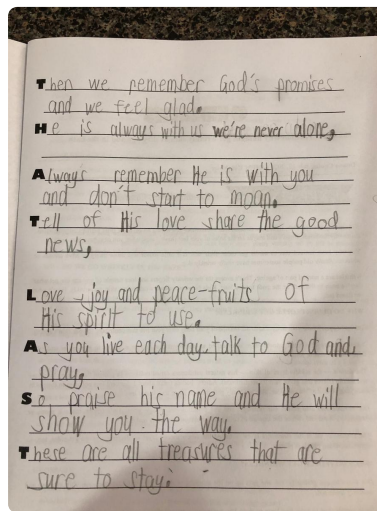 Then we remember God's promises
and we feel glad.
He is always with us we're never alone,
Always remember He is with you
and don't start to moan.
Tell of His love share the good
news,
Love, joy and peace-fruits of
His spirit to use.
As you live each day, talk to God and
pray.
So praise his name and He will
show you the way.
These are all treasures that are
sure to stay.